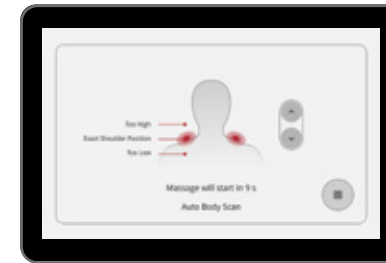 Too High
Exact Shoulder Position
Too Low
Massage will start in 9 s
Auto Body Scan